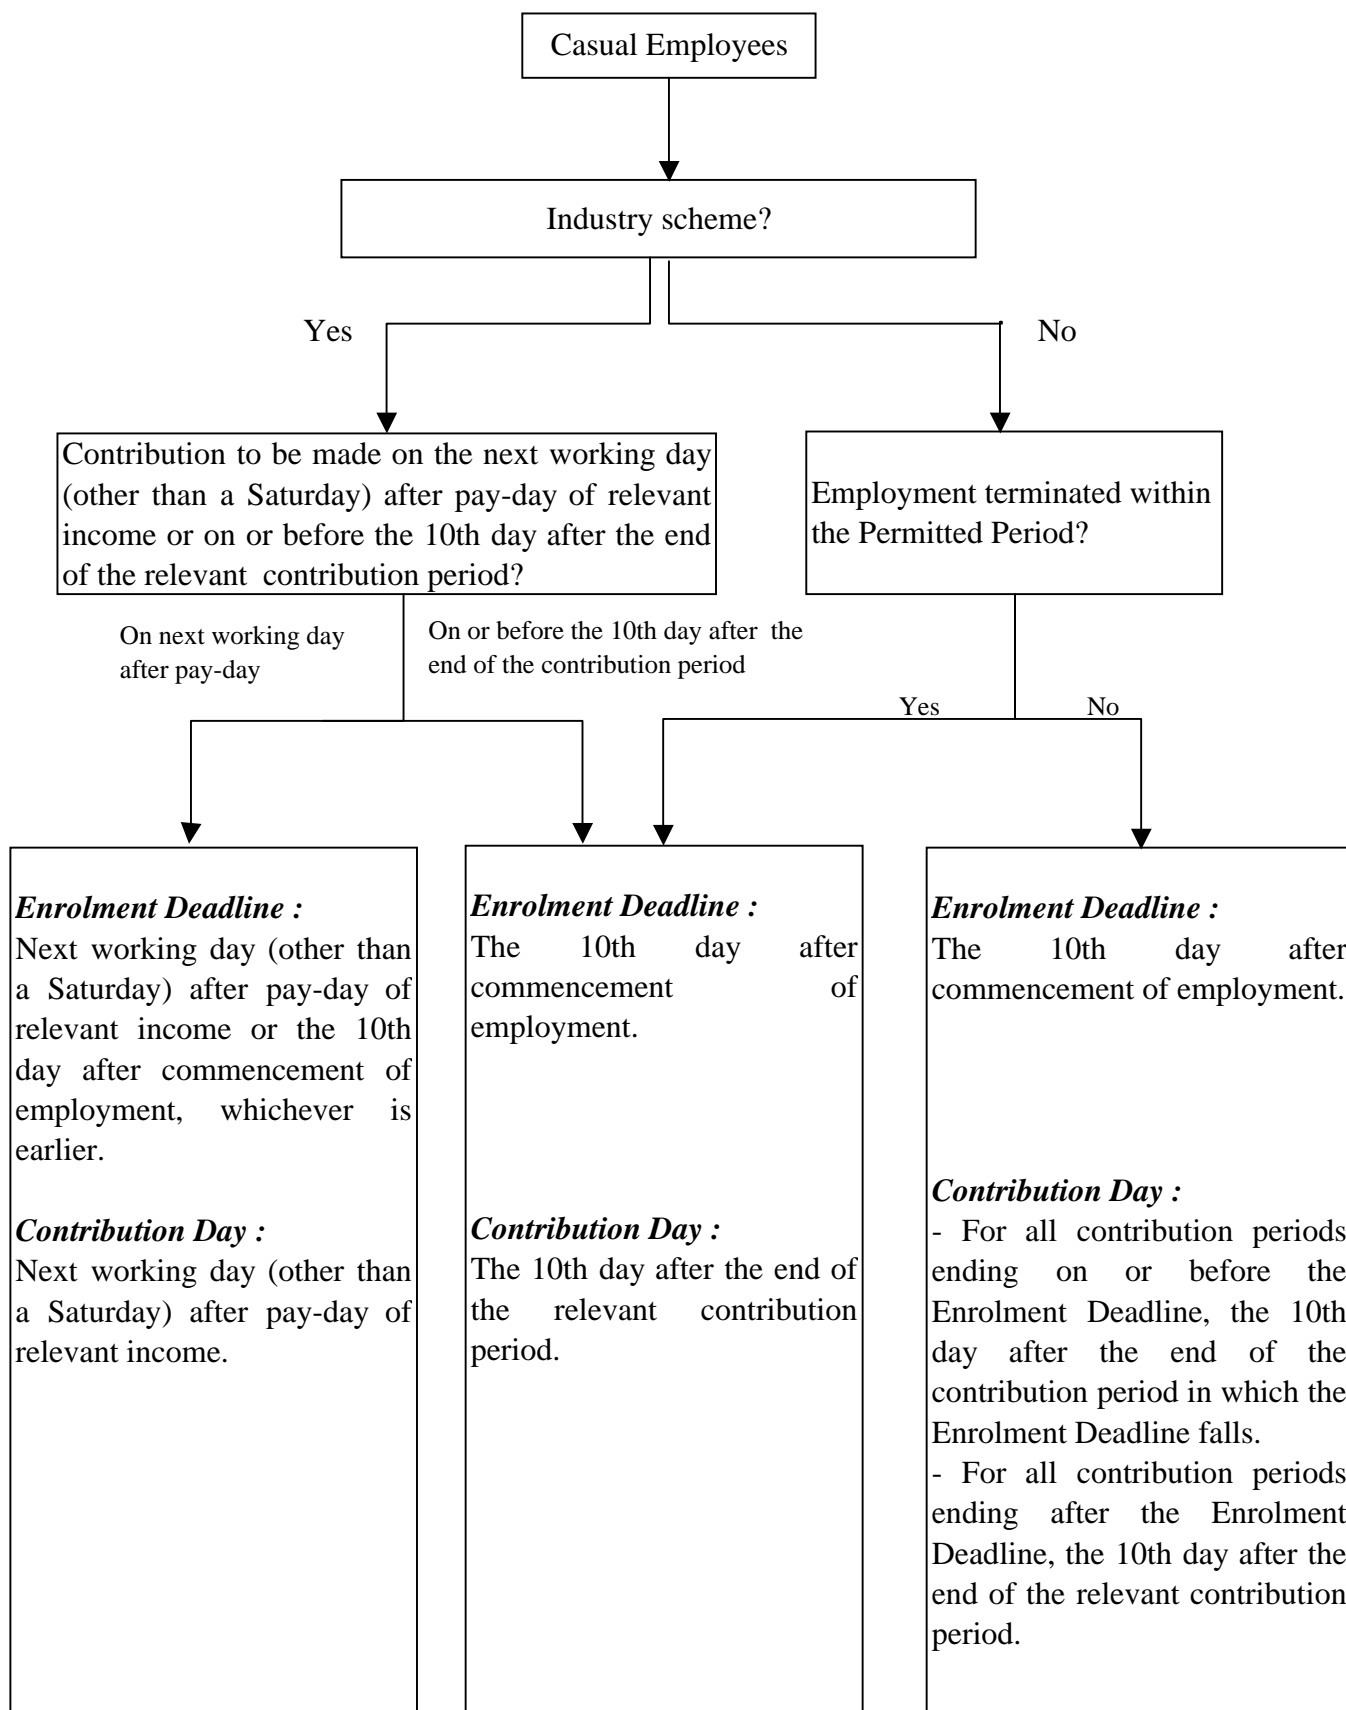 Casual Employees
Industry scheme?
Yes
No
Contribution to be made on the next working day
(other than a Saturday) after pay-day of relevant
income or on or before the 10th day after the end
of the relevant contribution period?
Employment terminated within
the Permitted Period?
On next working day
after pay-day
On or before the 10th day after the
end of the contribution period
Yes
No
Enrolment Deadline :
Next working day (other than
a Saturday) after pay-day of
relevant income or the 10th
day after commencement of
employment, whichever is
earlier.
Contribution Day :
Next working day (other than
a Saturday) after pay-day of
relevant income.
Enrolment Deadline :
The 10th day after
commencement of
employment.
Contribution Day :
The 10th day after the end of
the relevant contribution
period.
Enrolment Deadline :
The 10th day after
commencement of employment.
Contribution Day :
- For all contribution periods
ending on or before the
Enrolment Deadline, the 10th
day after the end of the
contribution period in which the
Enrolment Deadline falls.
- For all contribution periods
ending after the Enrolment
Deadline, the 10th day after the
end of the relevant contribution
period.